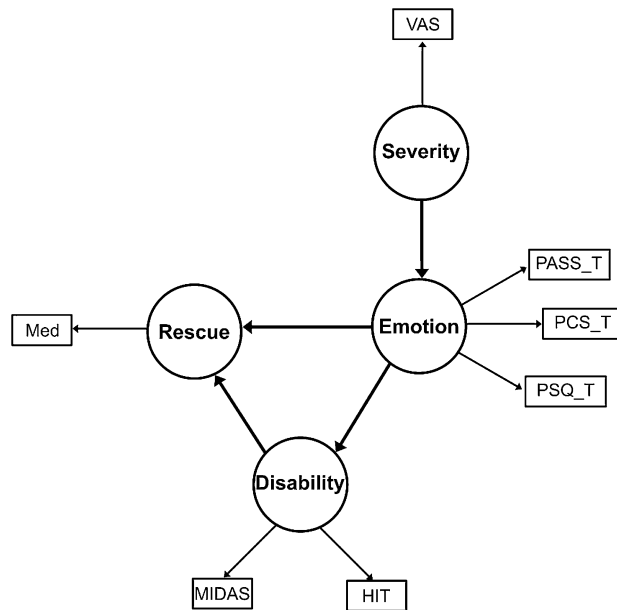 VAS
Severity
PASS_T
Emotion
PCS_T
Rescue
Med
PSQ_T
Disability
MIDAS
HIT